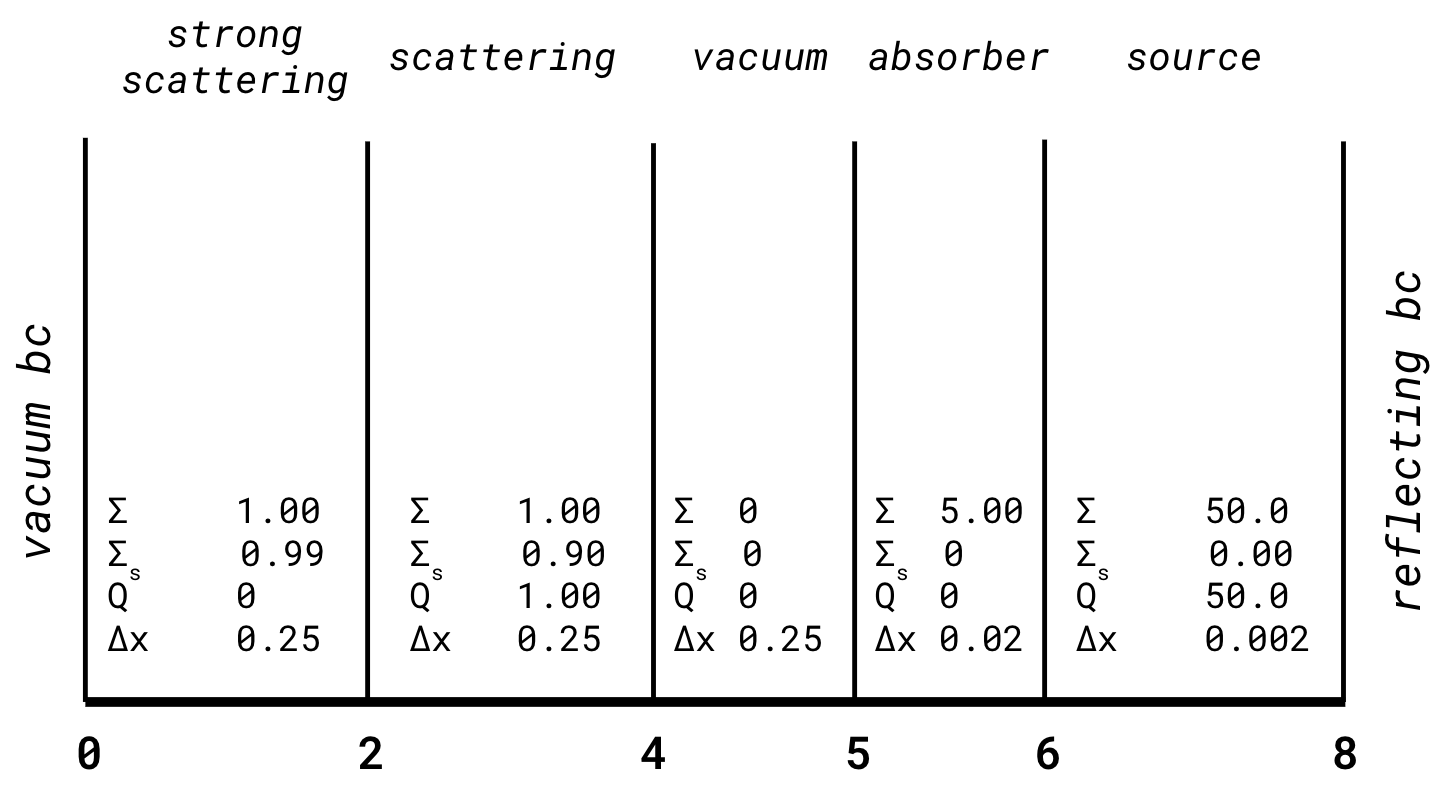 strong
scattering
scattering
vacuum
absorber
source
vacuum bc
Σ 1.00
Σs 0.99
Q 0
Δx 0.25
Σ 1.00
Σs 0.90
Q 1.00
Δx 0.25
Σ 0
Σs 0
Q 0
Δx 0.25
Σ 5.00
Σs 0
Q 0
Δx 0.02
Σ 50.0
Σs 0.00
Q 50.0
Δx 0.002
reflecting bc
0 2 4 5 6 8